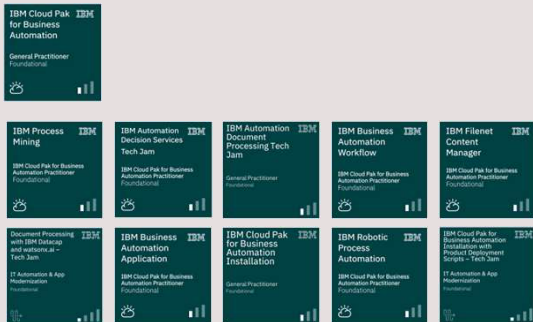 IBM Cloud Pak
for Business
Automation
IBM
General Practitioner
Foundational
IBM Process
Mining
IBM
IBM Cloud Pak for Business
Automation Practitioner
Foundational
IBM Automation
Decision Services
Tech Jam
IBM
IBM Cloud Pak for Business
Automation Practitioner
Foundational
IBM Automation
Document
Processing Tech
Jam
IBM
General Practitioner
Foundational
IBM Business
Automation
Workflow
IBM
IBM Cloud Pak for Business
Automation Practitioner
Foundational
IBM Filenet
Content
Manager
IBM
IBM Cloud Pak for Business
Automation Practitioner
Foundational
Document Processing
with IBM Datacap
and watsonx.ai –
Tech Jam
IBM
IT Automation & App
Modernization
Foundational
IBM Business
Automation
Application
IBM
IBM Cloud Pak for Business
Automation Practitioner
Foundational
IBM Cloud Pak
for Business
Automation
Installation
IBM
General Practitioner
Foundational
IBM Robotic
Process
Automation
IBM
IBM Cloud Pak for Business
Automation Practitioner
Foundational
IBM Cloud Pak for
Business Automation
Installation with
Product Deployment
Scripts – Tech Jam
IBM
IT Automation & App
Modernization
Foundational